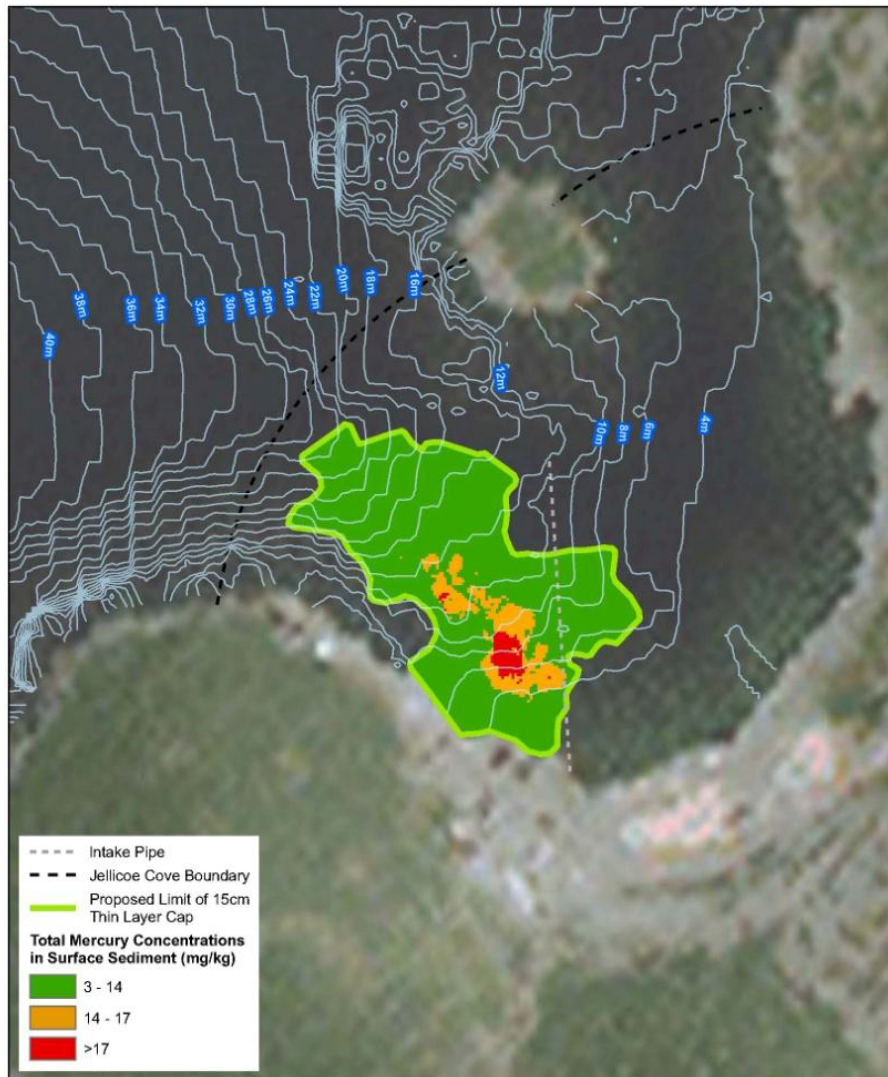 40m
38m
36m
34m
32m
30m
28m
26m
24m
22m
20m
18m
16m
12m
10m
8m
6m
4m
Intake Pipe
Jellicoe Cove Boundary
Proposed Limit of 15cm
Thin Layer Cap
Total Mercury Concentrations
in Surface Sediment (mg/kg)
3 - 14
14 - 17
>17